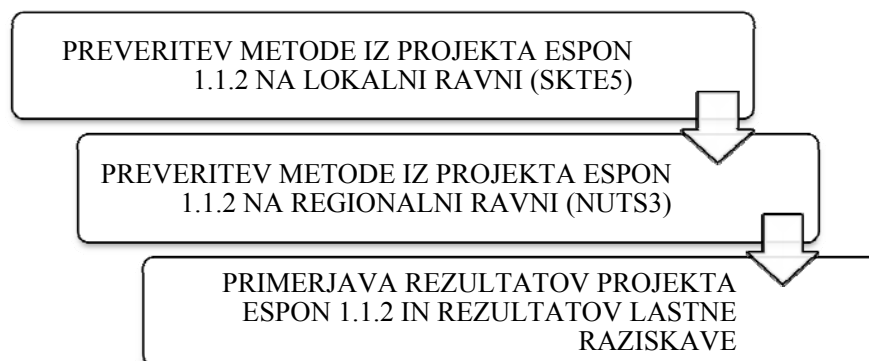 PREVERITEV METODE IZ PROJEKTA ESPON
1.1.2 NA LOKALNI RAVNI (SKTE5)
PREVERITEV METODE IZ PROJEKTA ESPON
1.1.2 NA REGIONALNI RAVNI (NUTS3)
PRIMERJAVA REZULTATOV PROJEKTA
ESPON 1.1.2 IN REZULTATOV LASTNE
RAZISKAVE